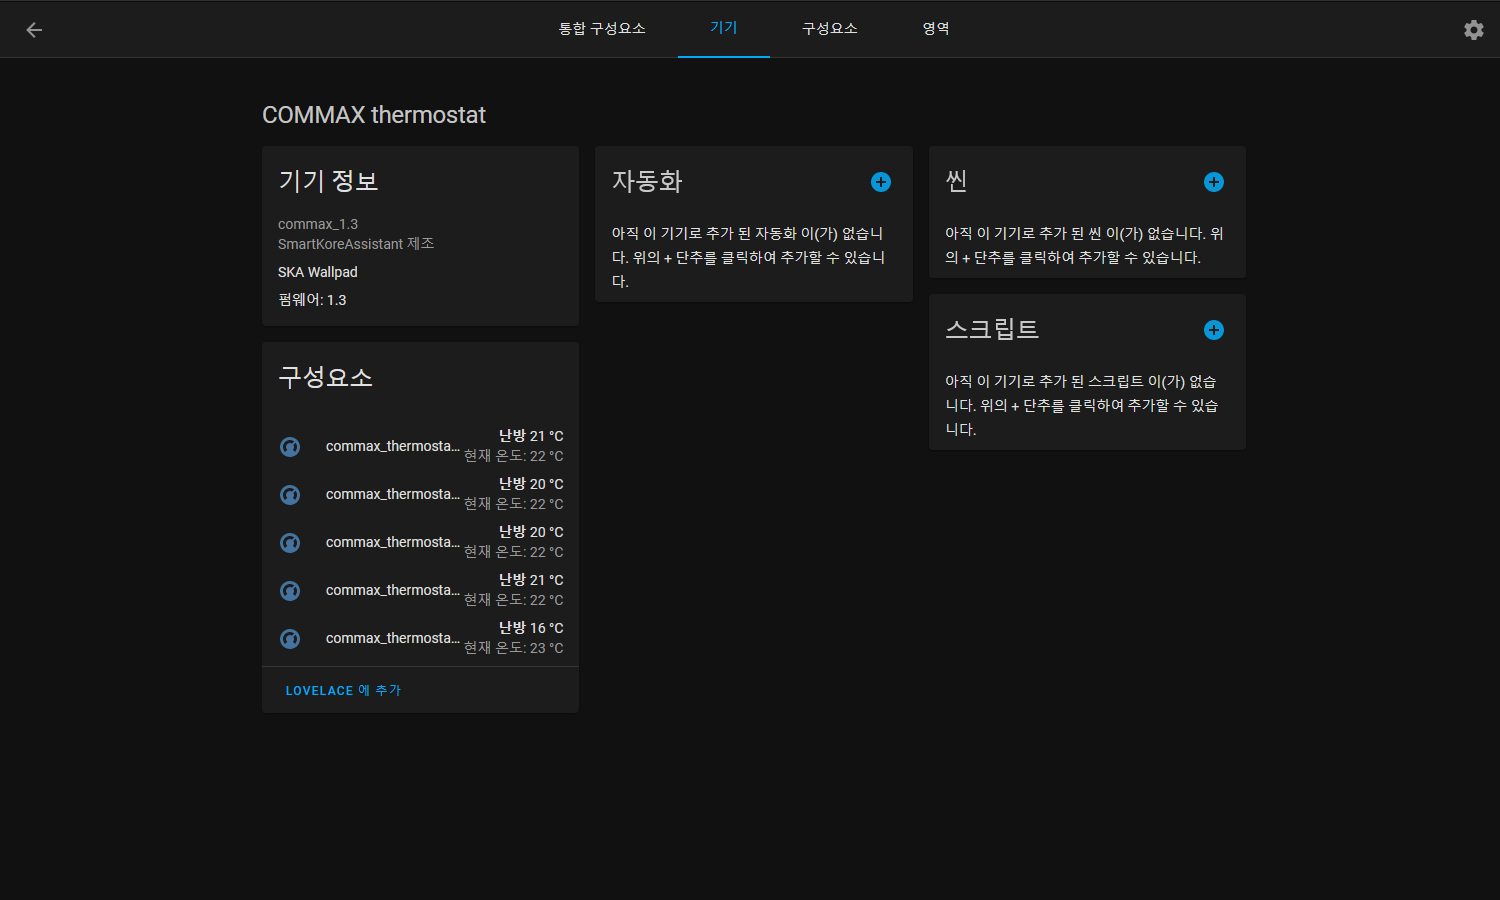 통합 구성요소
기기
구성요소
영역
COMMAX thermostat
기기 정보
commax_1.3
SmartKoreAssistant 제조
SKA Wallpad
펌웨어: 1.3
구성요소
commax_thermosta...
난방 21 °C
현재 온도: 22 °C
commax_thermosta...
난방 20 °C
현재 온도: 22 °C
commax_thermosta...
난방 20 °C
현재 온도: 22 °C
commax_thermosta...
난방 21 °C
현재 온도: 22 °C
commax_thermosta...
난방 16 °C
현재 온도: 23 °C
LOVELACE 에 추가
자동화
아직 이 기기로 추가 된 자동화 이(가) 없습니
다. 위의 + 단추를 클릭하여 추가할 수 있습니
다.
씬
아직 이 기기로 추가 된 씬 이(가) 없습니다. 위
의 + 단추를 클릭하여 추가할 수 있습니다.
스크립트
아직 이 기기로 추가 된 스크립트 이(가) 없습
니다. 위의 + 단추를 클릭하여 추가할 수 있습
니다.